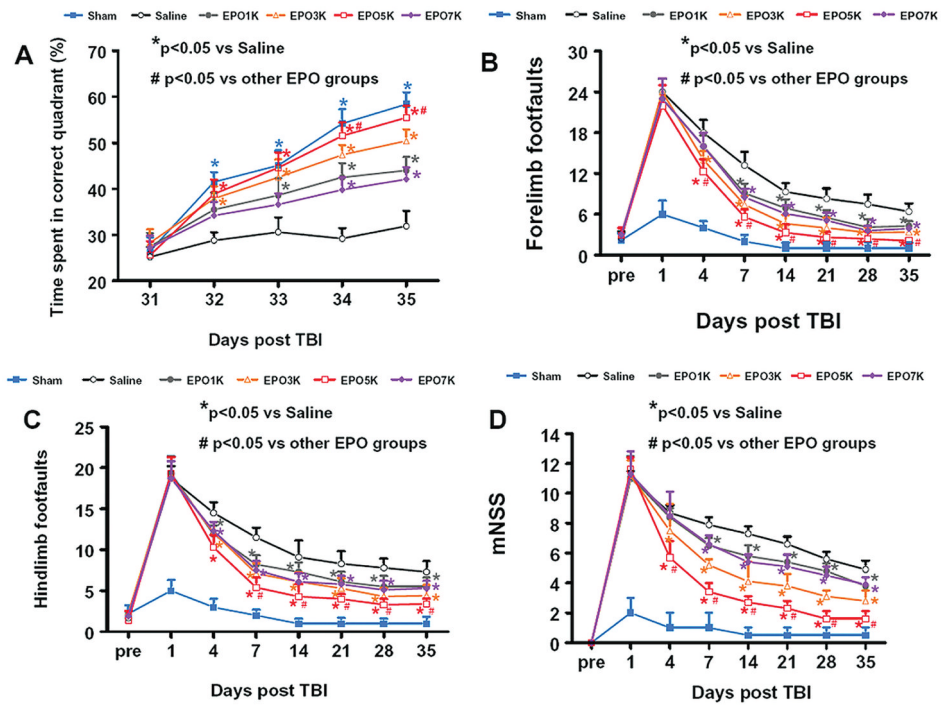 Sham Saline EPO1K EPO3K EPO5K EPO7K
A
*p<0.05 vs Saline
# p<0.05 vs other EPO groups
Time spent in correct quadrant (%)
70
60
50
40
30
20
* * * * * * * * *# * * * *# * * *
31 32 33 34 35
Days post TBI
Sham Saline EPO1K EPO3K EPO5K EPO7K
B
*p<0.05 vs Saline
# p<0.05 vs other EPO groups
Forelimb footfaults
30
24
18
12
6
0
pre 1 4 7 14 21 28 35
Days post TBI
Sham Saline EPO1K EPO3K EPO5K EPO7K
C
*p<0.05 vs Saline
# p<0.05 vs other EPO groups
Hindlimb footfaults
25
20
15
10
5
0
pre 1 4 7 14 21 28 35
Days post TBI
Sham Saline EPO1K EPO3K EPO5K EPO7K
D
*p<0.05 vs Saline
# p<0.05 vs other EPO groups
mNSS
14
12
10
8
6
4
2
0
pre 1 4 7 14 21 28 35
Days post TBI